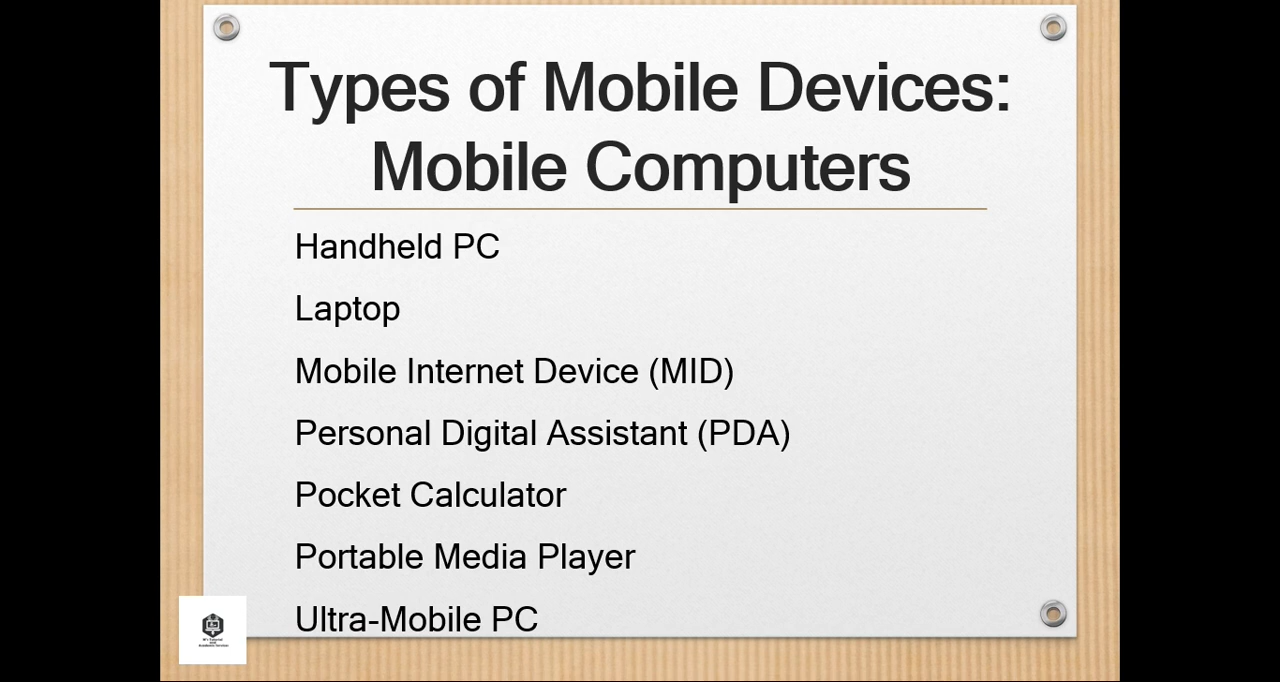 Types of Mobile Devices:
Mobile Computers
Handheld PC
Laptop
Mobile Internet Device (MID)
Personal Digital Assistant (PDA)
Pocket Calculator
Portable Media Player
Ultra-Mobile PC